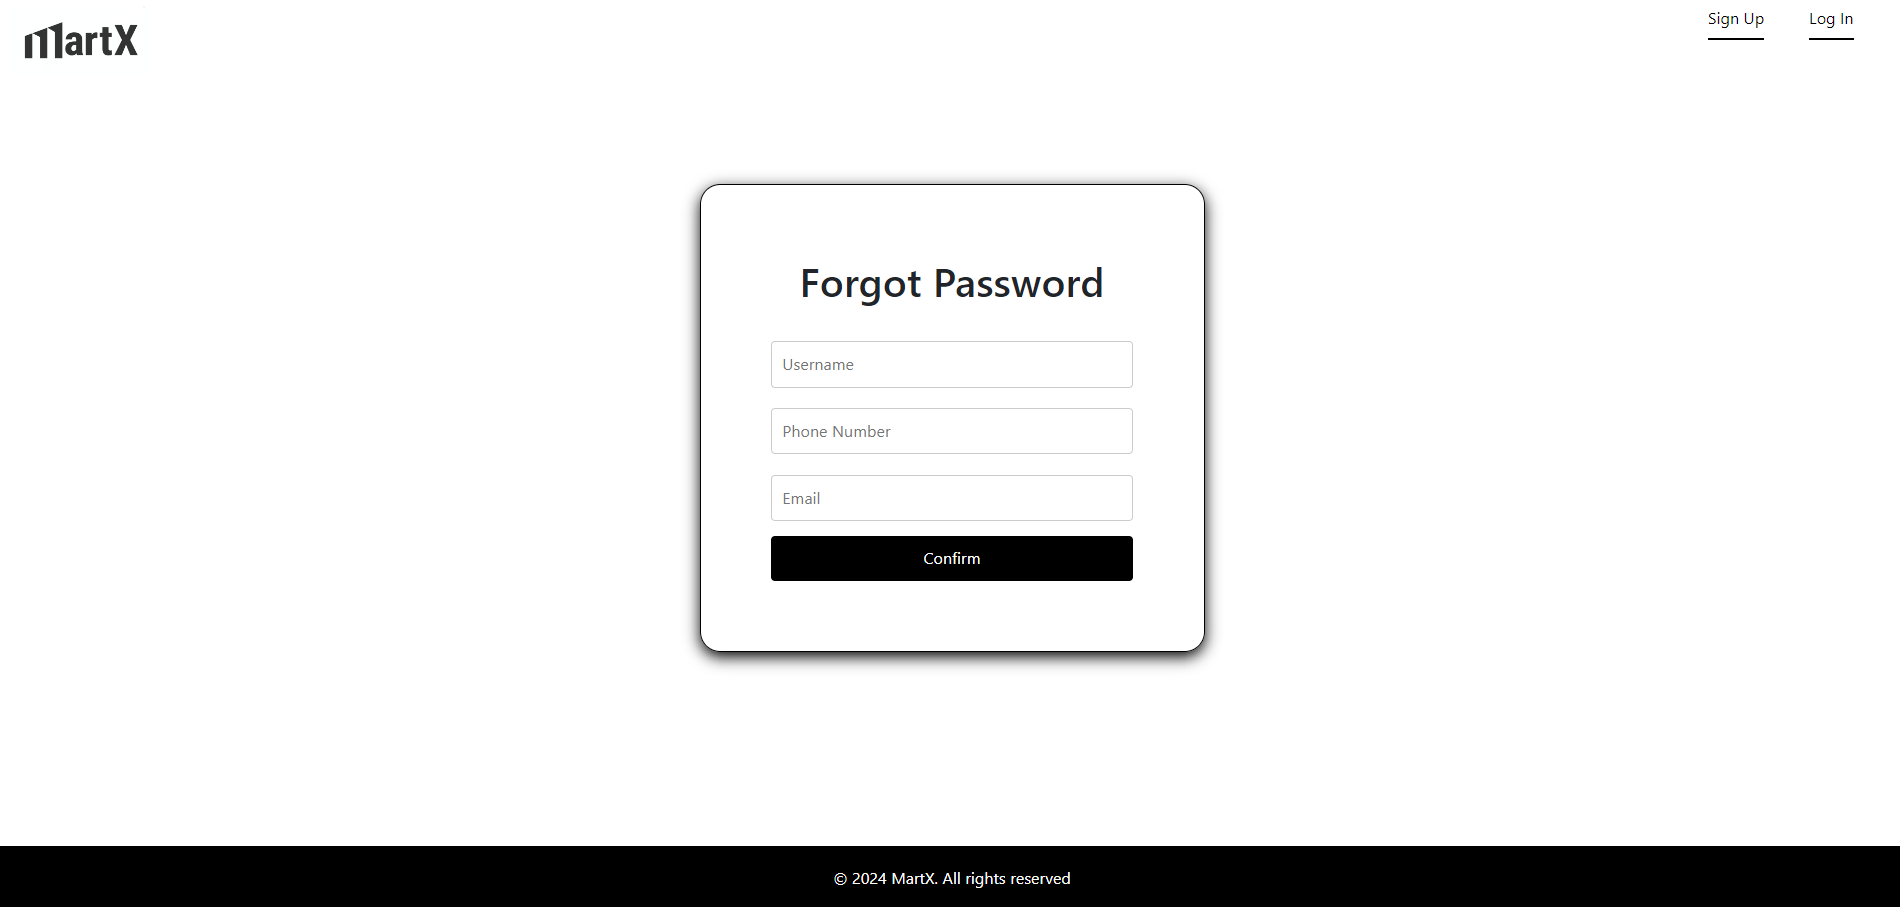 MartX
Sign Up
Log In
Forgot Password
Username
Phone Number
Email
Confirm
© 2024 MartX. All rights reserved